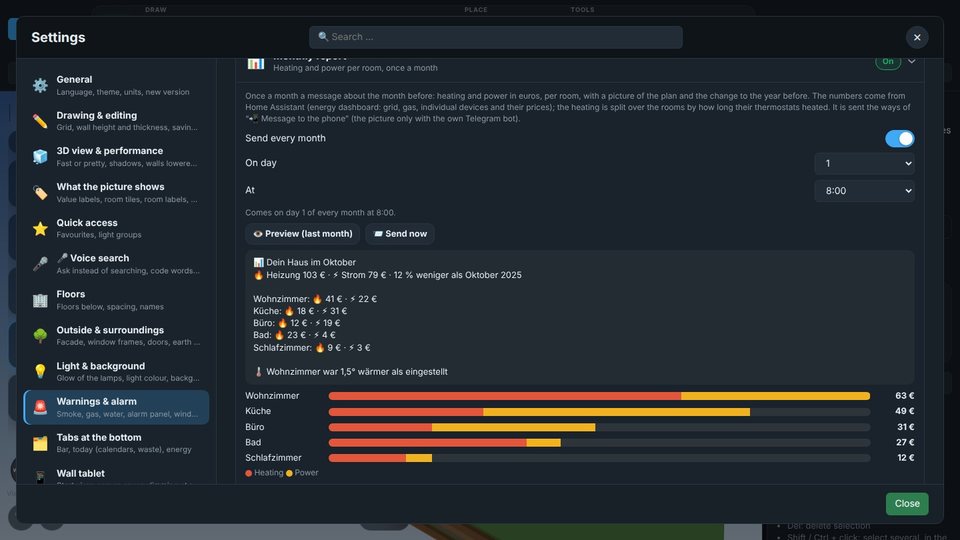 DRAW
PLACE
TOOLS
Settings
🔍 Search ...
✕
General
Language, theme, units, new version
Drawing & editing
Grid, wall height and thickness, savin...
3D view & performance
Fast or pretty, shadows, walls lowere...
What the picture shows
Value labels, room tiles, room labels, ...
Quick access
Favourites, light groups
🎤 Voice search
Ask instead of searching, code words...
Floors
Floors below, spacing, names
Outside & surroundings
Facade, window frames, doors, earth ...
Light & background
Glow of the lamps, light colour, backg...
Warnings & alarm
Smoke, gas, water, alarm panel, wind...
Tabs at the bottom
Bar, today (calendars, waste), energy
Wall tablet
Heating and power per room, once a month
On
Once a month a message about the month before: heating and power in euros, per room, with a picture of the plan and the change to the year before. The numbers come from
Home Assistant (energy dashboard: grid, gas, individual devices and their prices); the heating is split over the rooms by how long their thermostats heated. It is sent the ways of
"📲 Message to the phone" (the picture only with the own Telegram bot).
Send every month
On day
1
At
8:00
Comes on day 1 of every month at 8:00.
👁 Preview (last month)
📨 Send now
📊 Dein Haus im Oktober
🔥 Heizung 103 € · ⚡ Strom 79 € · 12 % weniger als Oktober 2025
Wohnzimmer: 🔥 41 € · ⚡ 22 €
Küche: 🔥 18 € · ⚡ 31 €
Büro: 🔥 12 € · ⚡ 19 €
Bad: 🔥 23 € · ⚡ 4 €
Schlafzimmer: 🔥 9 € · ⚡ 3 €
🌡️ Wohnzimmer war 1,5° wärmer als eingestellt
Wohnzimmer 63 €
Küche 49 €
Büro 31 €
Bad 27 €
Schlafzimmer 12 €
Heating Power
Close
Del: delete selection
Shift / Ctrl + click: select several, in the